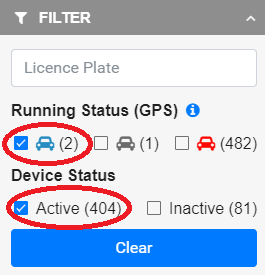 FILTER
Licence Plate
Running Status (GPS)
(2) (1) (482)
Device Status
Active (404) Inactive (81)
Clear